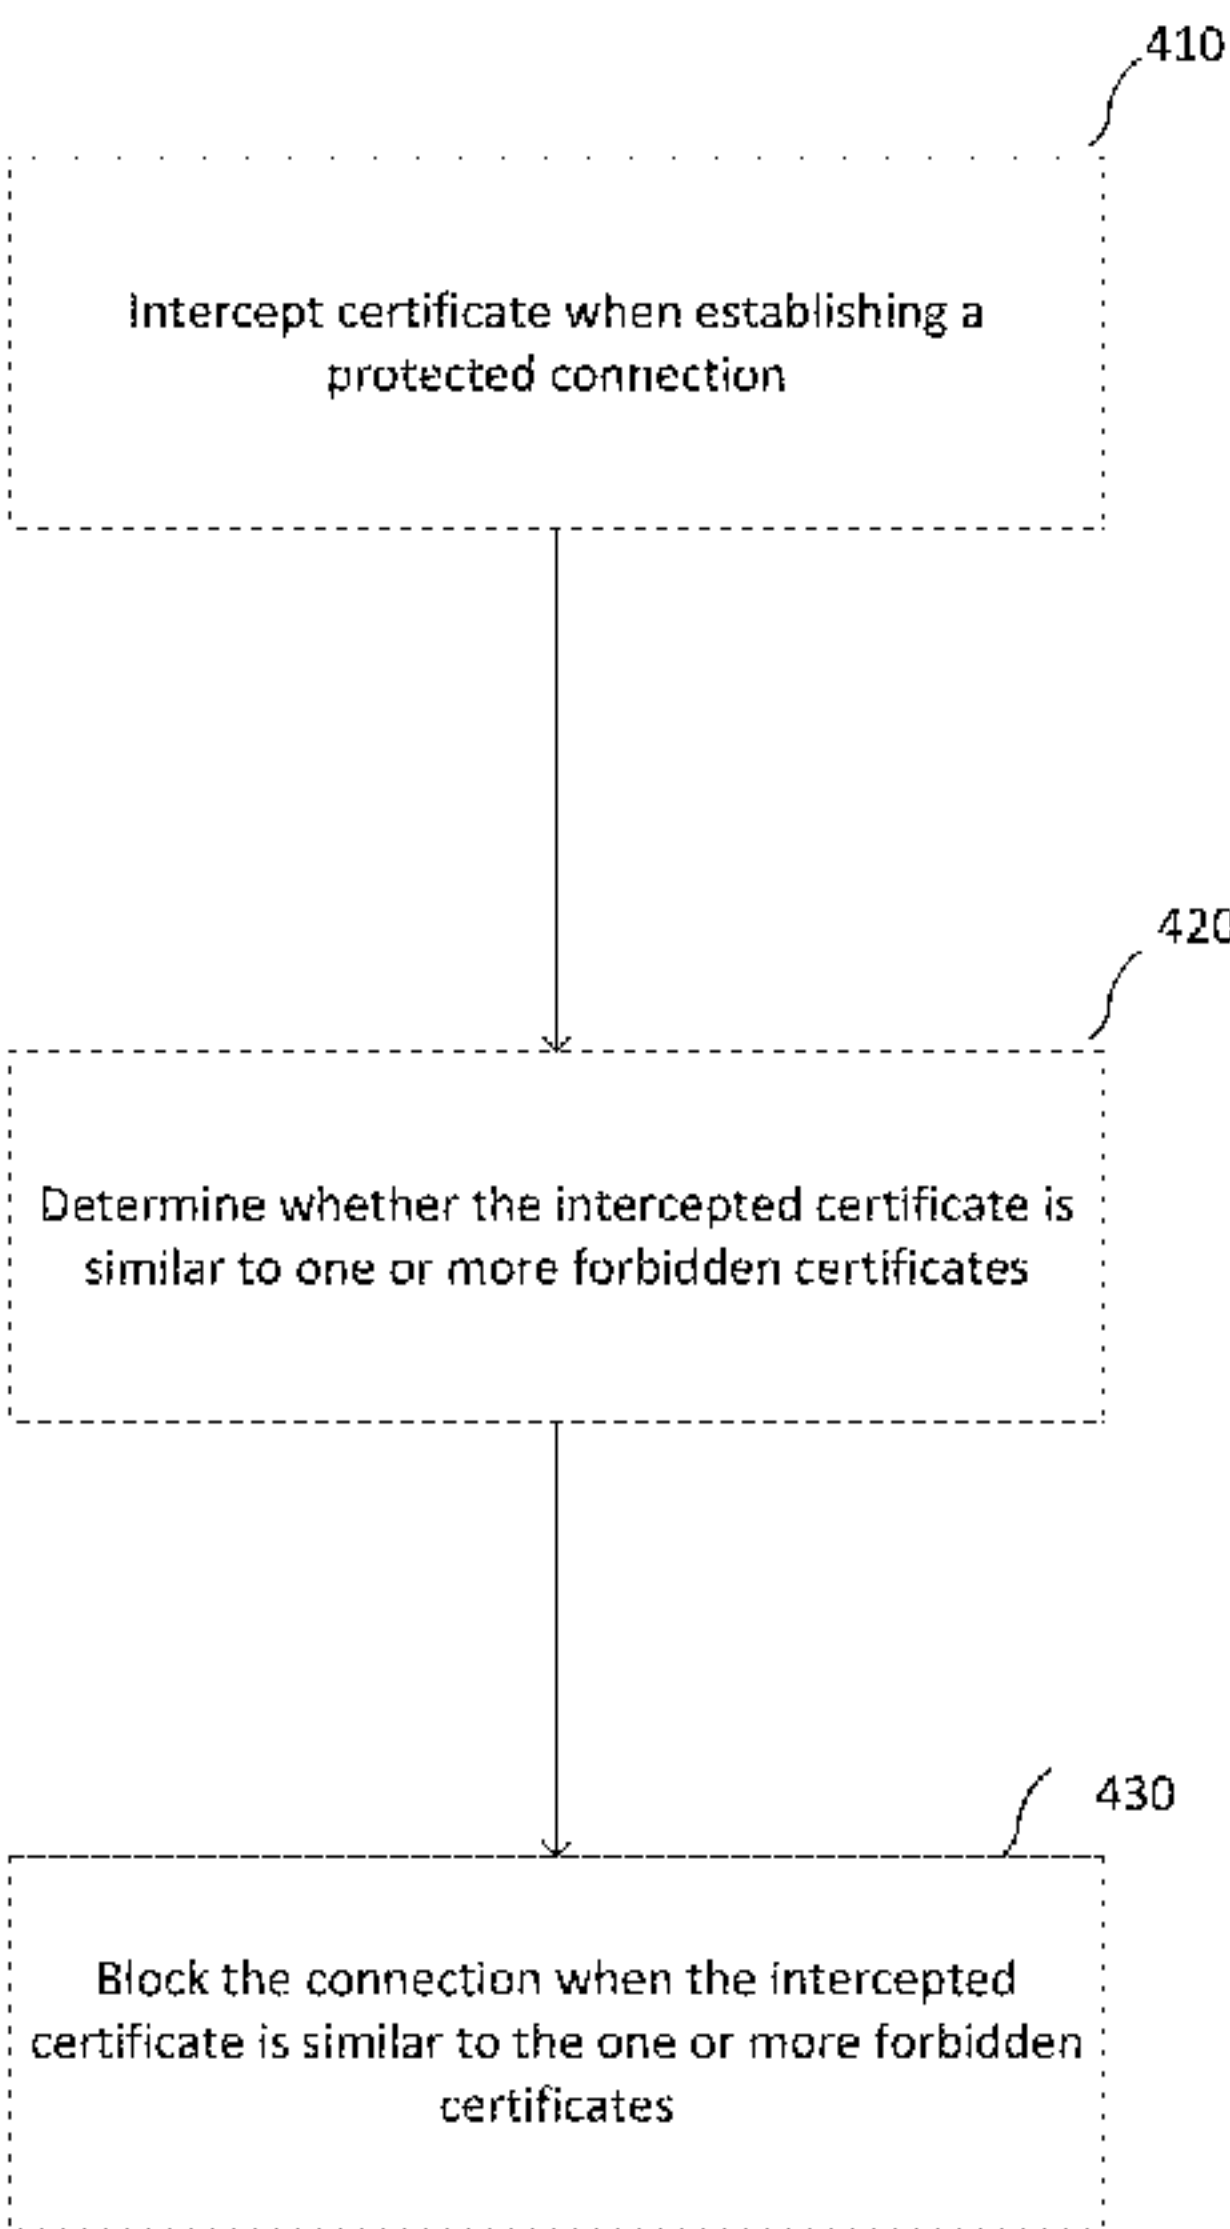 410
Intercept certificate when establishing a
protected connection
420
Determine whether the intercepted certificate is
similar to one or more forbidden certificates
430
Block the connection when the intercepted
certificate is similar to the one or more forbidden
certificates